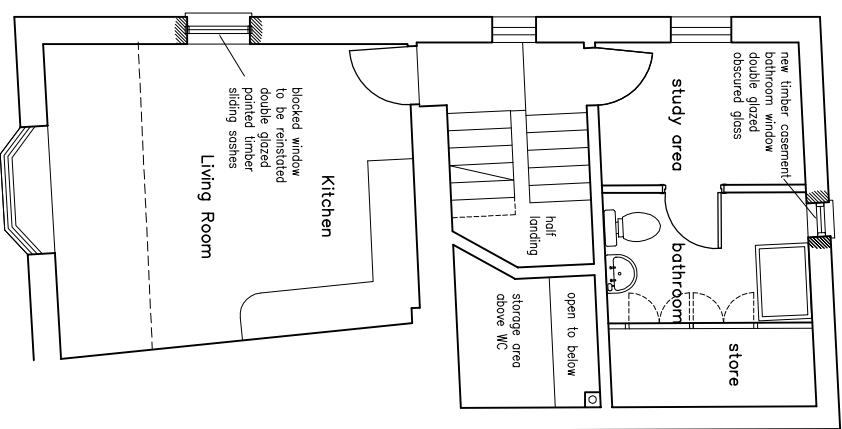 new timber casement
bathroom window
double glazed
obscured glass
study area
bathroom
store
half
landing
open to below
storage area
above WC
Kitchen
Living Room
blocked window
to be reinstated
double glazed
painted timber
sliding sashes